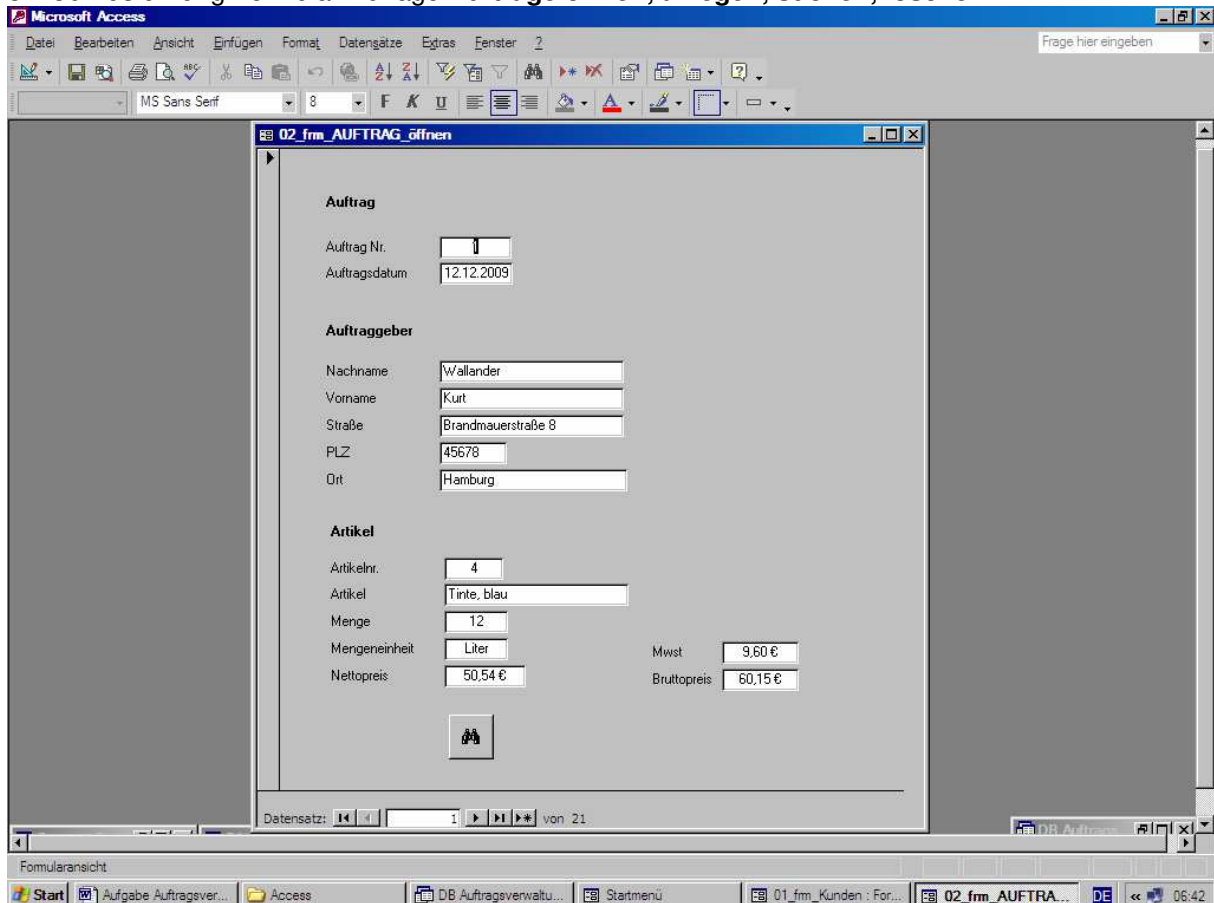 Microsoft Access
Datei Bearbeiten Ansicht Einfügen Format Datensätze Extras Fenster ? Frage hier eingeben
MS Sans Serif 8 F K U
02_frm_AUFTRAG_öffnen
Auftrag
Auftrag Nr. 1
Auftragsdatum 12.12.2009
Auftraggeber
Nachname Wallander
Vorname Kurt
Straße Brandmauerstraße 8
PLZ 45678
Ort Hamburg
Artikel
Artikelnr. 4
Artikel Tinte, blau
Menge 12
Mengeneinheit Liter Mwst 9,60 €
Nettopreis 50,54 € Bruttopreis 60,15 €
Datensatz: 1 von 21
DB Auftrags
Formularansicht
Start Aufgabe Auftragsver... Access DB Auftragsverwaltu... Startmenü 01_frm_Kunden : For... 02_frm_AUFTRA... DE 06:42